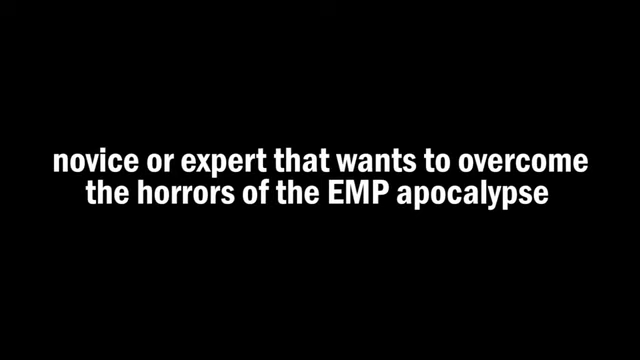 novice or expert that wants to overcome
the horrors of the EMP apocalypse